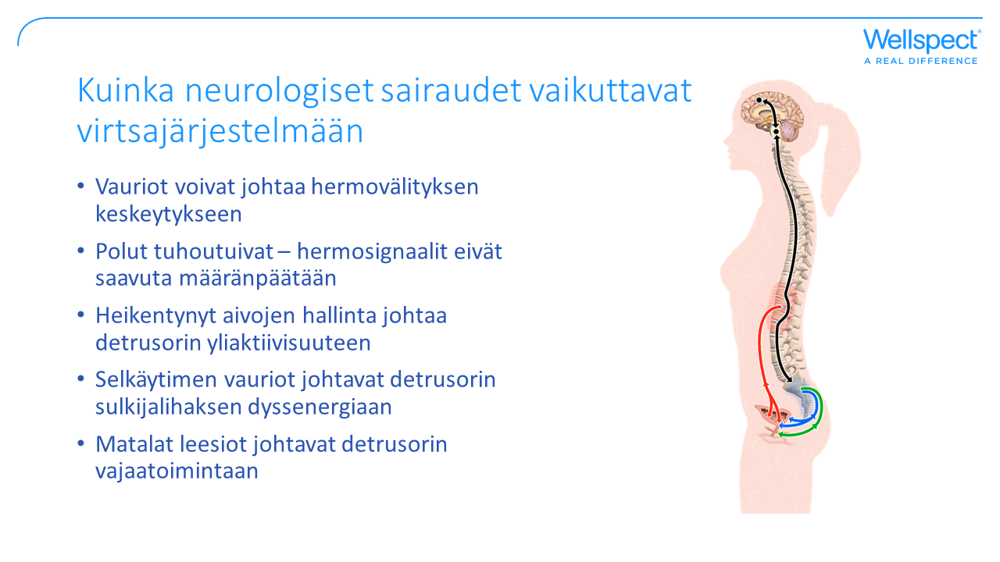 Wellspect®
A REAL DIFFERENCE
Kuinka neurologiset sairaudet vaikuttavat
virtsajärjestelmään
• Vauriot voivat johtaa hermovälityksen
keskeytykseen
• Polut tuhoutuivat – hermosignaalit eivät
saavuta määränpäätään
• Heikentynyt aivojen hallinta johtaa
detrusorin yliaktiivisuuteen
• Selkäytimen vauriot johtavat detrusorin
sulkijalihaksen dyssenergiaan
• Matalat leesiot johtavat detrusorin
vajaatoimintaan